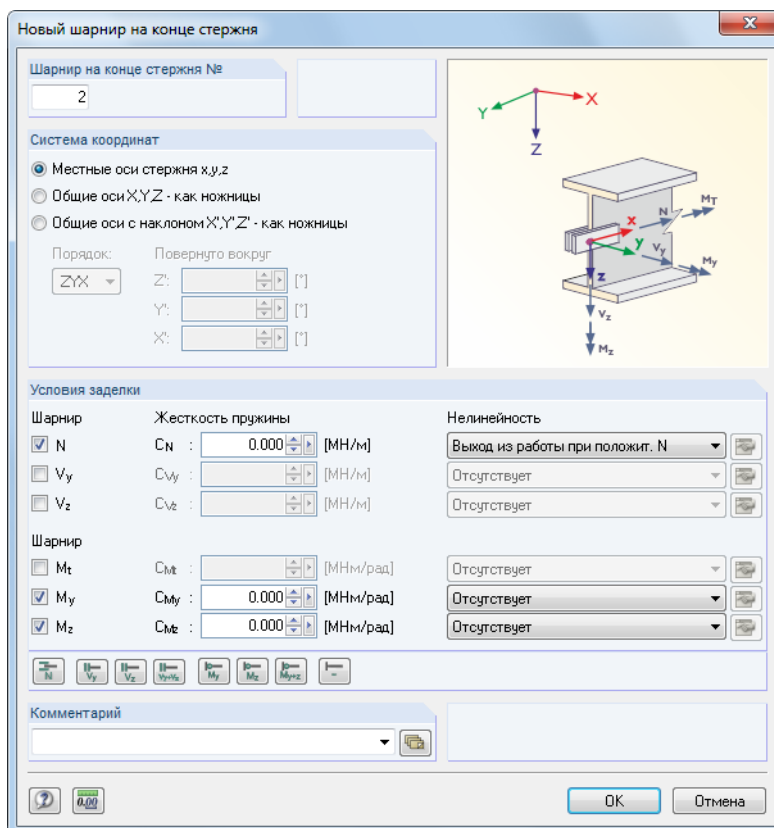 Новый шарнир на конце стержня
Шарнир на конце стержня №
2
Система координат
Местные оси стержня x,y,z
Общие оси X,Y,Z - как ножницы
Общие оси с наклоном X',Y',Z' - как ножницы
Порядок: Повернуто вокруг
ZYX Z': [°]
Y': [°]
X': [°]
X
Y
Z
MT
N
x
y
Vy
My
z
Vz
Mz
Условия заделки
Шарнир Жесткость пружины Нелинейность
N CN : 0.000 [МН/м] Выход из работы при положит. N
Vy CVy : [МН/м] Отсутствует
Vz CVz : [МН/м] Отсутствует
Шарнир
Mt CMt : [МНм/рад] Отсутствует
My CMy : 0.000 [МНм/рад] Отсутствует
Mz CMz : 0.000 [МНм/рад] Отсутствует
N Vy Vz Vy+Vz My Mz My+z -
Комментарий
0.00 OK Отмена